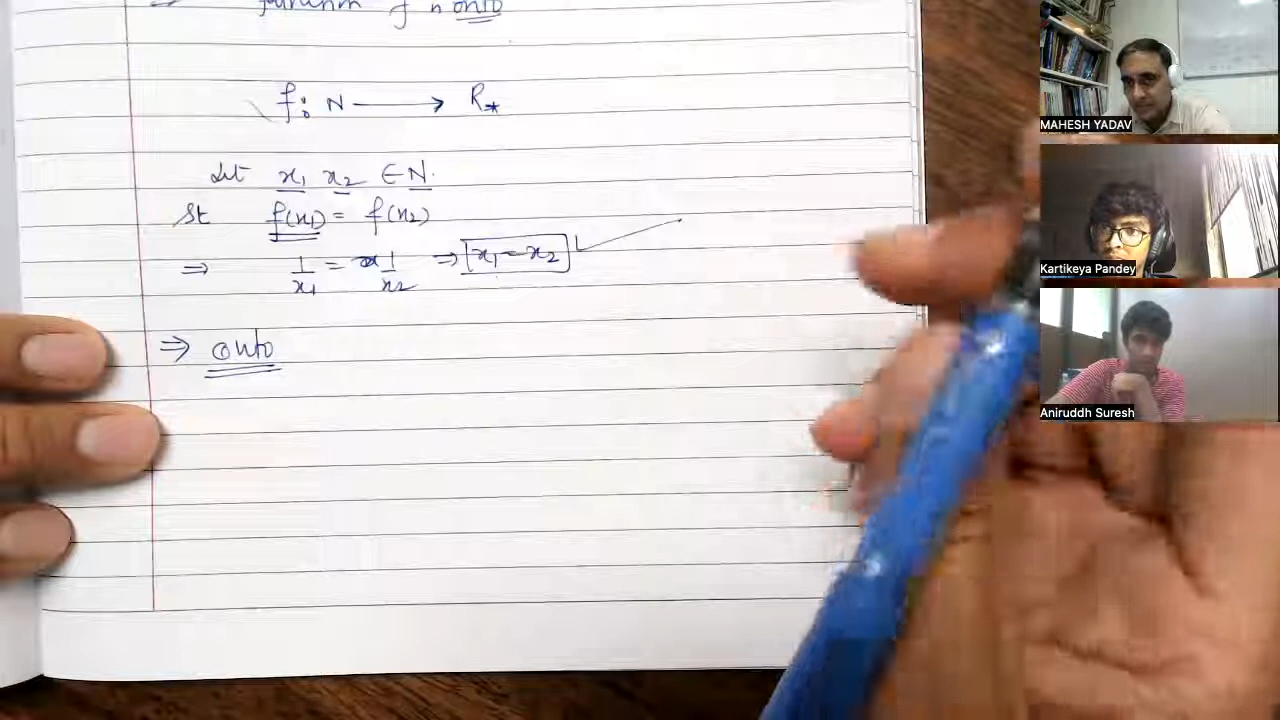 f n onto
f: N ⟶ R*
Let x₁ x₂ ∈ N.
St f(x₁) = f(x₂)
⇒ 1/x₁ = 1/x₂ ⇒ x₁ = x₂
⇒ onto
MAHESH YADAV
Kartikeya Pandey
Aniruddh Suresh